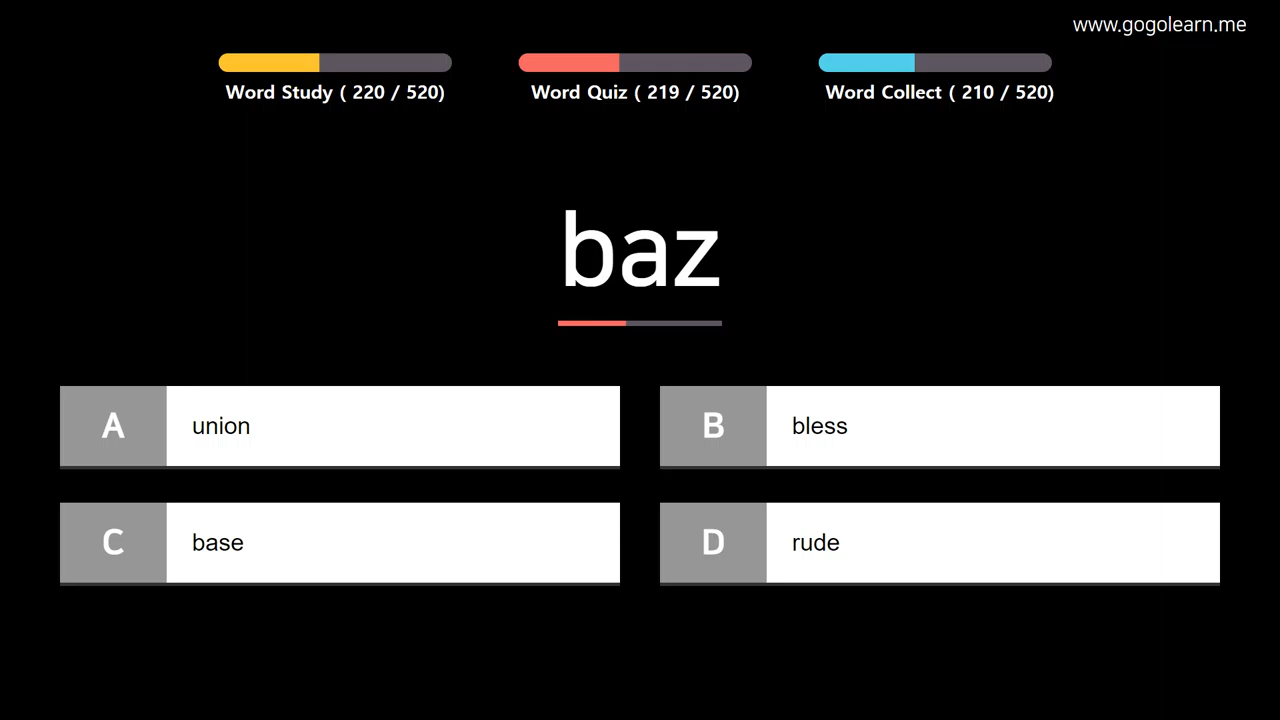 www.gogolearn.me
Word Study ( 220 / 520)
Word Quiz ( 219 / 520)
Word Collect ( 210 / 520)
baz
A union
B bless
C base
D rude